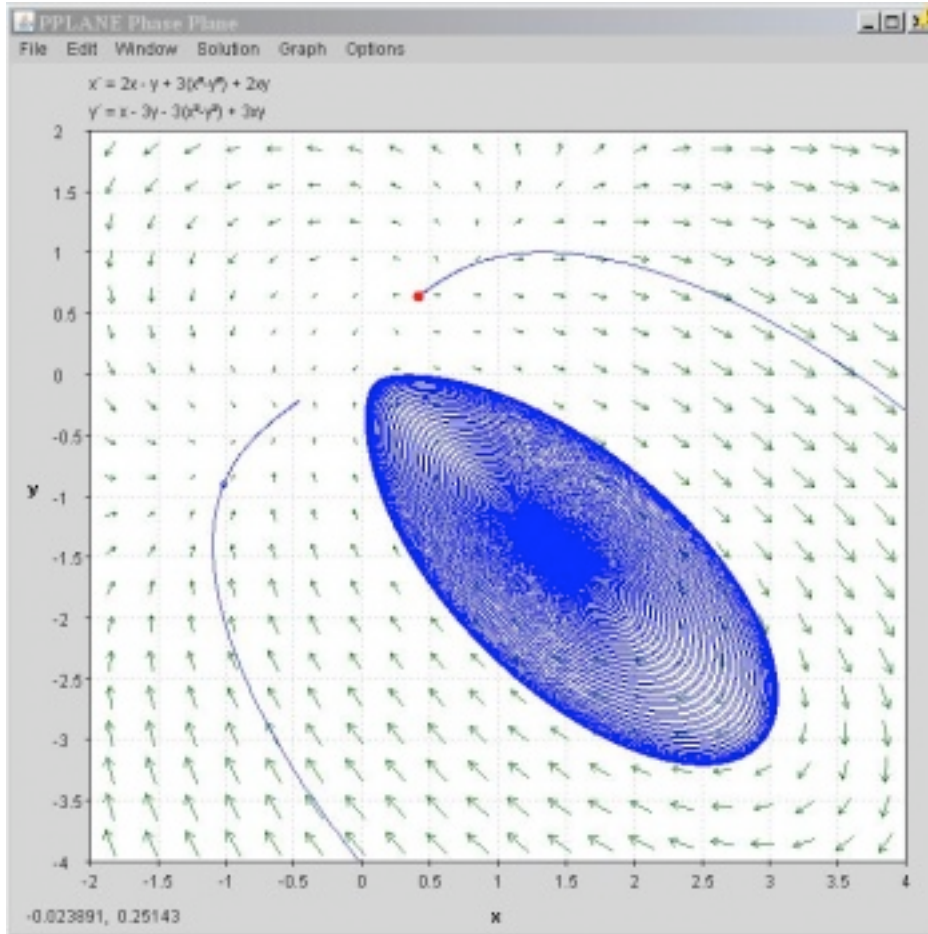 PPLANE Phase Plane
File Edit Window Solution Graph Options
x' = 2x - y + 3(x²-y²) + 2xy
y' = x - 3y - 3(x²-y²) + 3xy
2
1.5
1
0.5
0
-0.5
y
-1
-1.5
-2
-2.5
-3
-3.5
-4
-2 -1.5 -1 -0.5 0 0.5 1 1.5 2 2.5 3 3.5 4
-0.023891, 0.25143 x